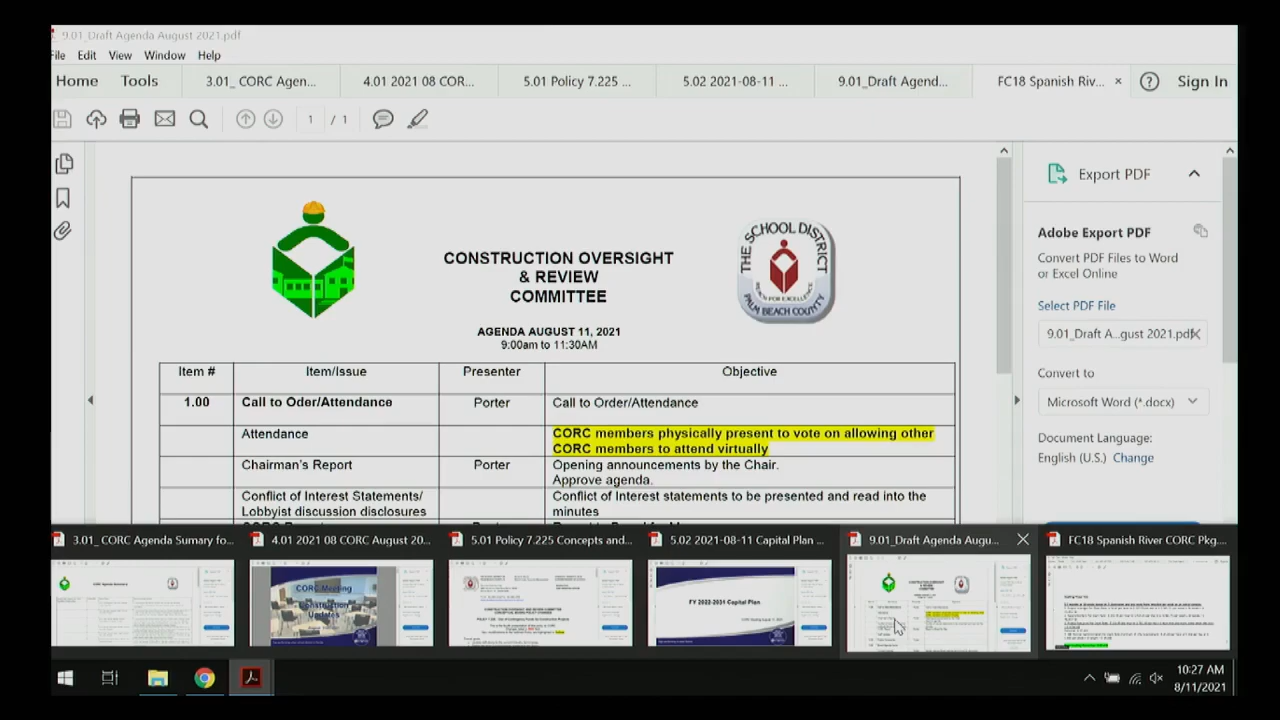 9.01_Draft Agenda August 2021.pdf
File Edit View Window Help
Home Tools 3.01_ CORC Agen... 4.01 2021 08 COR... 5.01 Policy 7.225 ... 5.02 2021-08-11 ... 9.01_Draft Agend... FC18 Spanish Riv... × Sign In
1 / 1
Export PDF
Adobe Export PDF
Convert PDF Files to Word
or Excel Online
Select PDF File
9.01_Draft A...gust 2021.pdf
Convert to
Microsoft Word (*.docx)
Document Language:
English (U.S.) Change
CONSTRUCTION OVERSIGHT
& REVIEW
COMMITTEE
THE SCHOOL DISTRICT
PALM BEACH COUNTY
AGENDA AUGUST 11, 2021
9:00am to 11:30AM
Item # Item/Issue Presenter Objective
1.00 Call to Oder/Attendance Porter Call to Order/Attendance
Attendance CORC members physically present to vote on allowing other
CORC members to attend virtually
Chairman's Report Porter Opening announcements by the Chair.
Approve agenda.
Conflict of Interest Statements/ Conflict of Interest statements to be presented and read into the
Lobbyist discussion disclosures minutes
3.01_ CORC Agenda Sumary fo... 4.01 2021 08 CORC August 20... 5.01 Policy 7.225 Concepts and... 5.02 2021-08-11 Capital Plan ... 9.01_Draft Agenda Augu... FC18 Spanish River CORC Pkg....
CORC Agenda Summary
CORC Meeting
Construction
Updates
FY 2022-2031 Capital Plan
10:27 AM
8/11/2021